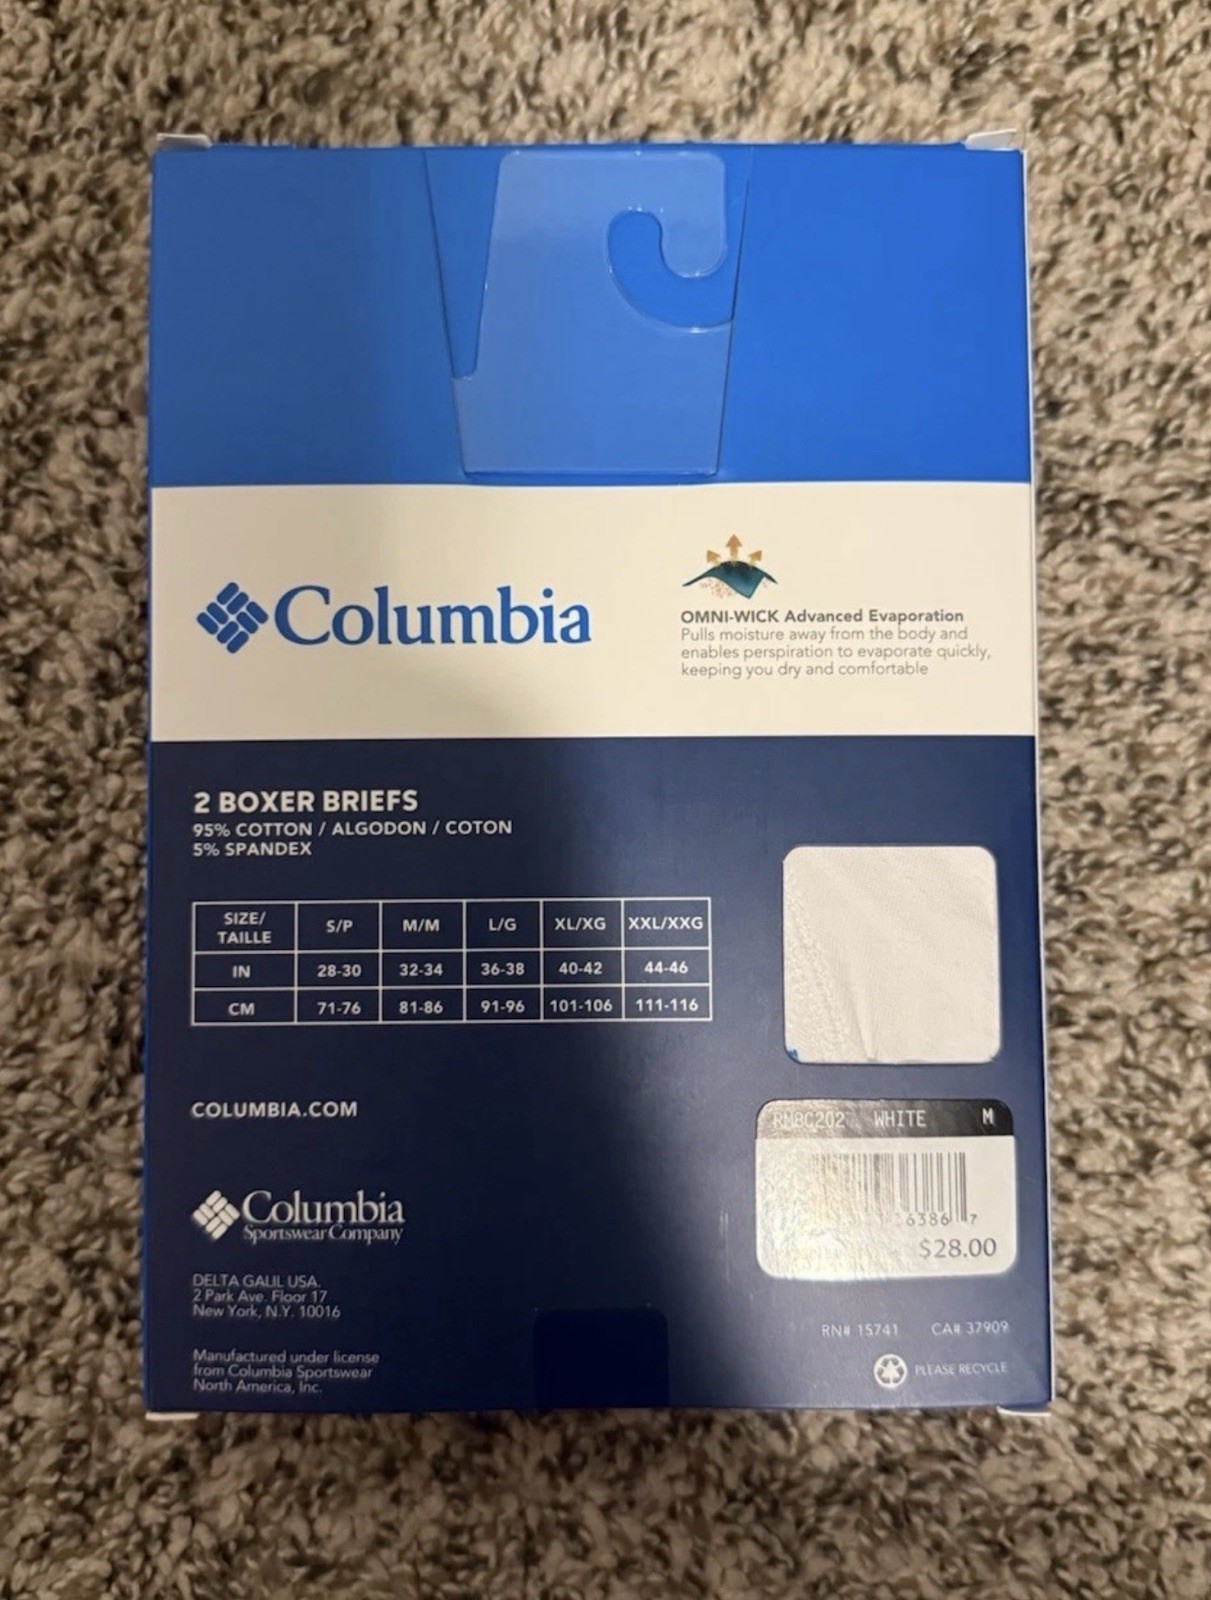 Columbia
OMNI-WICK Advanced Evaporation
Pulls moisture away from the body and
enables perspiration to evaporate quickly,
keeping you dry and comfortable
2 BOXER BRIEFS
95% COTTON / ALGODON / COTON
5% SPANDEX
SIZE/TAILLE S/P M/M L/G XL/XG XXL/XXG
IN 28-30 32-34 36-38 40-42 44-46
CM 71-76 81-86 91-96 101-106 111-116
COLUMBIA.COM
WHITE M
6386 7
$28.00
Columbia
Sportswear Company
DELTA GALIL USA.
2 Park Ave. Floor 17
New York, N.Y. 10016
RN# 15741 CA# 37909
PLEASE RECYCLE
Manufactured under license
from Columbia Sportswear
North America, Inc.